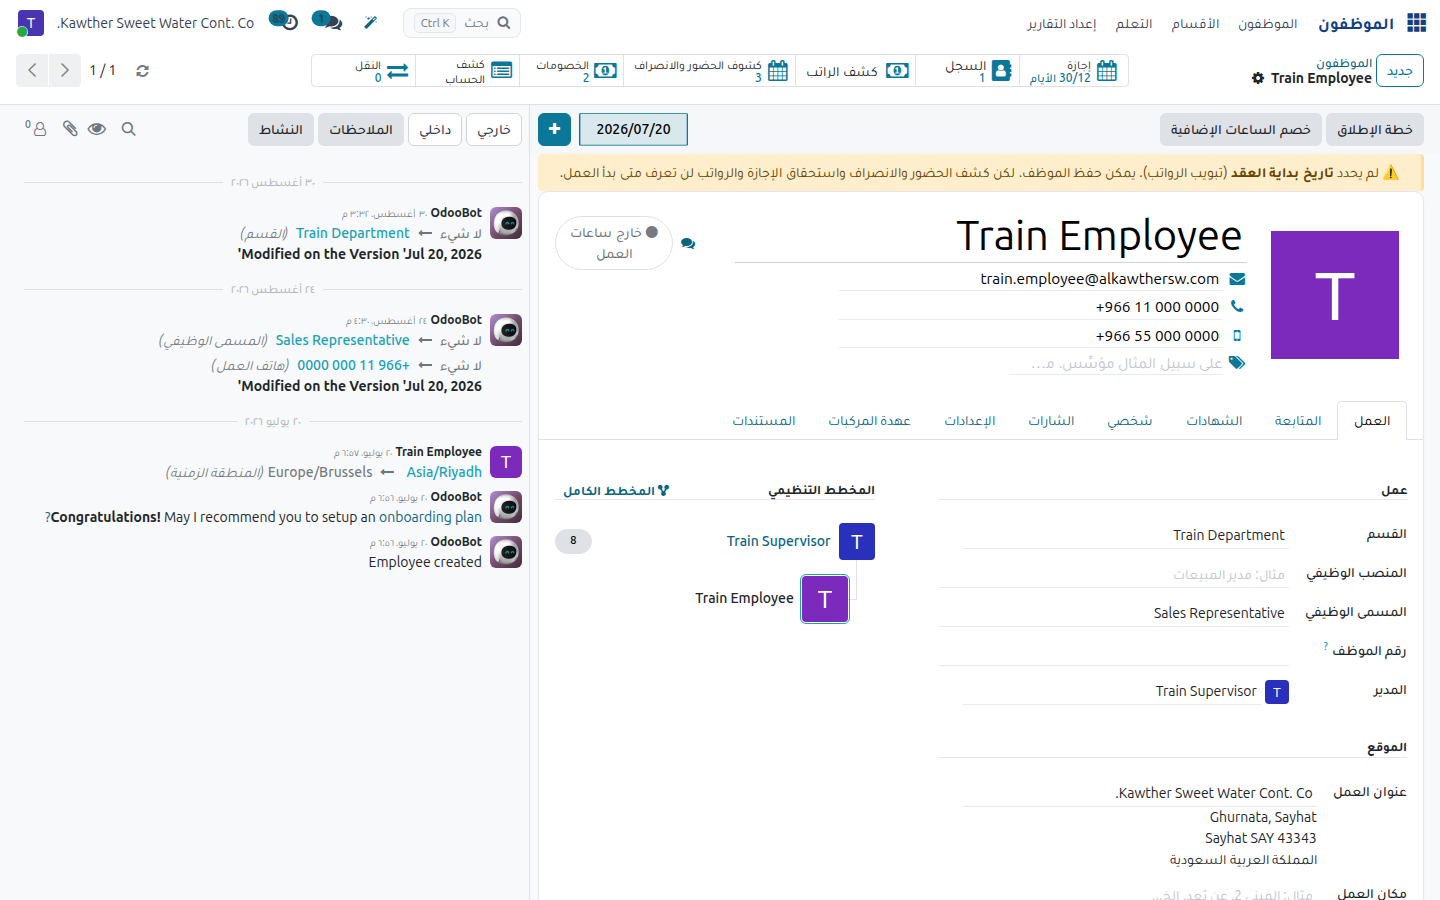 الموظفون
الموظفون
الأقسام
التعلم
إعداد التقارير
بحث
Ctrl K
1
Kawther Sweet Water Cont. Co.
T
جديد
الموظفون
Train Employee
إجازة
30/12 الأيام
السجل
1
كشف الراتب
كشوف الحضور والانصراف
3
الخصومات
2
كشف الحساب
النقل
0
1 / 1
خطة الإطلاق
خصم الساعات الإضافية
2026/07/20
+
خارجي
داخلي
الملاحظات
النشاط
0
⚠️ لم يحدد تاريخ بداية العقد (تبويب الرواتب). يمكن حفظ الموظف، لكن كشف الحضور والانصراف واستحقاق الإجازة والرواتب لن تعرف متى بدأ العمل.
T
Train Employee
خارج ساعات العمل
train.employee@alkawthersw.com
+966 11 000 0000
+966 55 000 0000
على سبيل المثال مؤسِّس، مـ...
العمل
المتابعة
الشهادات
شخصي
الشارات
الإعدادات
عهدة المركبات
المستندات
عمل
القسم
Train Department
المنصب الوظيفي
مثال: مدير المبيعات
المسمى الوظيفي
Sales Representative
رقم الموظف ?
المدير
T
Train Supervisor
الموقع
عنوان العمل
Kawther Sweet Water Cont. Co.
Ghurnata, Sayhat
Sayhat SAY 43343
المملكة العربية السعودية
مكان العمل
مثال: المبنى 2، عن بُعد، الخ...
المخطط التنظيمي
المخطط الكامل
T
Train Supervisor
8
T
Train Employee
٣٠ أغسطس ٢٠٢٦
OdooBot ٣٠ أغسطس، ٣:٣٢ م
لا شيء ← Train Department (القسم)
Modified on the Version 'Jul 20, 2026'
٢٤ أغسطس ٢٠٢٦
OdooBot ٢٤ أغسطس، ٤:٣٠ م
لا شيء ← Sales Representative (المسمى الوظيفي)
لا شيء ← +966 11 000 0000 (هاتف العمل)
Modified on the Version 'Jul 20, 2026'
٢٠ يوليو ٢٠٢٦
T
Train Employee ٢٠ يوليو، ٦:٥٧ م
Europe/Brussels ← Asia/Riyadh (المنطقة الزمنية)
OdooBot ٢٠ يوليو، ٦:٥٦ م
Congratulations! May I recommend you to setup an onboarding plan?
OdooBot ٢٠ يوليو، ٦:٥٦ م
Employee created